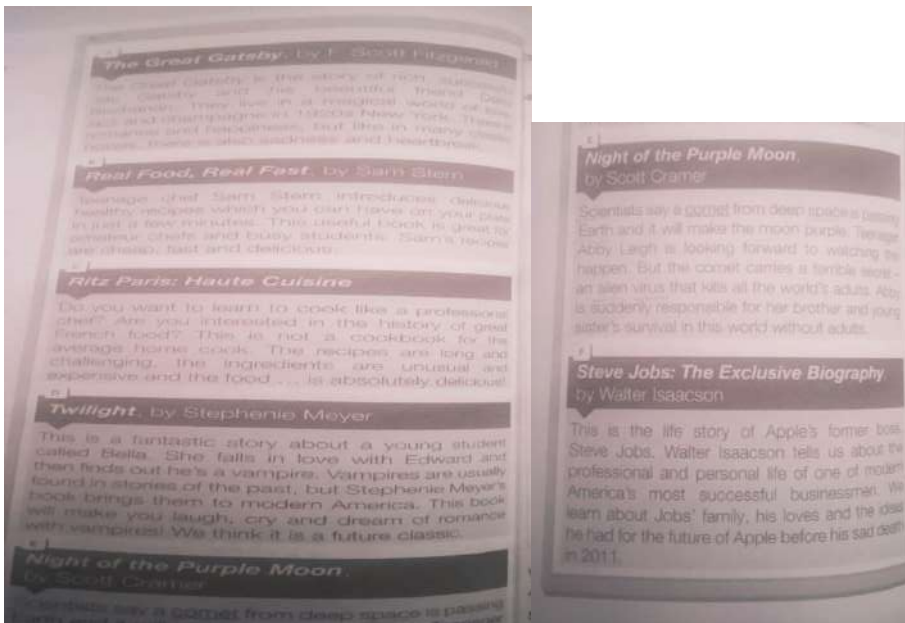 A
The Great Gatsby, by F. Scott Fitzgerald
The Great Gatsby is the story of rich, successful
Jay Gatsby and his beautiful friend Daisy
Buchanan. They live in a magical world of
and champagne in 1920s New York. There's
romance and happiness, but like in many
there is also sadness and heartbreak.
B
Real Food, Real Fast, by Sam Stern
Teenage chef Sam Stern introduces delicious
healthy recipes which you can have on your plate
in just a few minutes. This useful book is great for
amateur chefs and busy students. Sam's recipes
are cheap, fast and delicious.
C
Ritz Paris: Haute Cuisine
Do you want to learn to cook like a professional
chef? Are you interested in the history of great
French food? This is not a cookbook for the
average home cook. The recipes are long and
challenging, the ingredients are unusual and
expensive and the food ... is absolutely delicious!
D
Twilight, by Stephenie Meyer
This is a fantastic story about a young student
called Bella. She falls in love with Edward and
then finds out he's a vampire. Vampires are usually
found in stories of the past, but Stephenie Meyer's
book brings them to modern America. This book
will make you laugh, cry and dream of romance
with vampires! We think it is a future classic.
E
Night of the Purple Moon,
by Scott Cramer
Scientists say a comet from deep space is passing
E
Night of the Purple Moon,
by Scott Cramer
Scientists say a comet from deep space is passing
Earth and it will make the moon purple. Teenager
Abby Leigh is looking forward to watching this
happen. But the comet carries a terrible secret –
an alien virus that kills all the world's adults. Abby
is suddenly responsible for her brother and young
sister's survival in this world without adults.
F
Steve Jobs: The Exclusive Biography,
by Walter Isaacson
This is the life story of Apple's former boss,
Steve Jobs. Walter Isaacson tells us about the
professional and personal life of one of modern
America's most successful businessmen. We
learn about Jobs' family, his loves and the ideas
he had for the future of Apple before his sad death
in 2011.